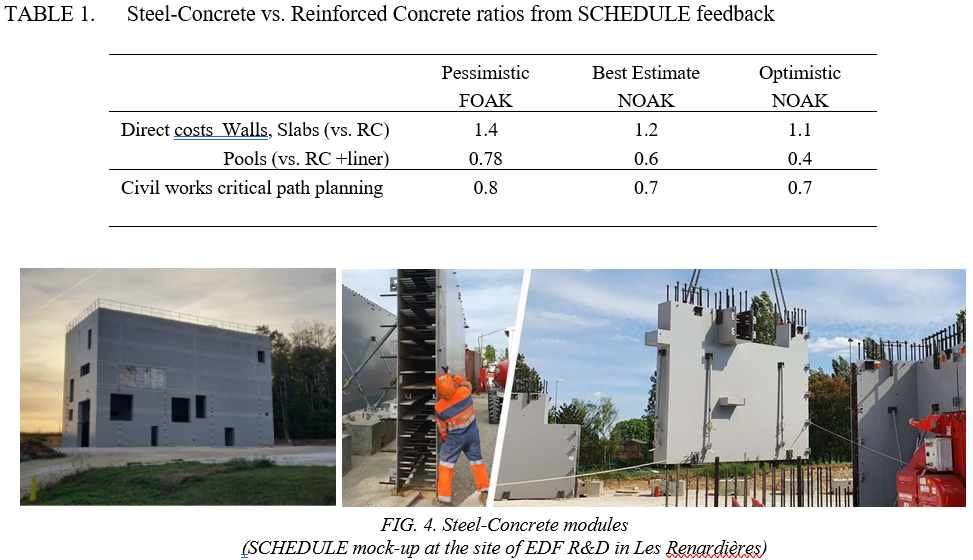 TABLE 1. Steel-Concrete vs. Reinforced Concrete ratios from SCHEDULE feedback
Pessimistic Best Estimate Optimistic
FOAK NOAK NOAK
Direct costs Walls, Slabs (vs. RC) 1.4 1.2 1.1
Pools (vs. RC +liner) 0.78 0.6 0.4
Civil works critical path planning 0.8 0.7 0.7
FIG. 4. Steel-Concrete modules
(SCHEDULE mock-up at the site of EDF R&D in Les Renardières)